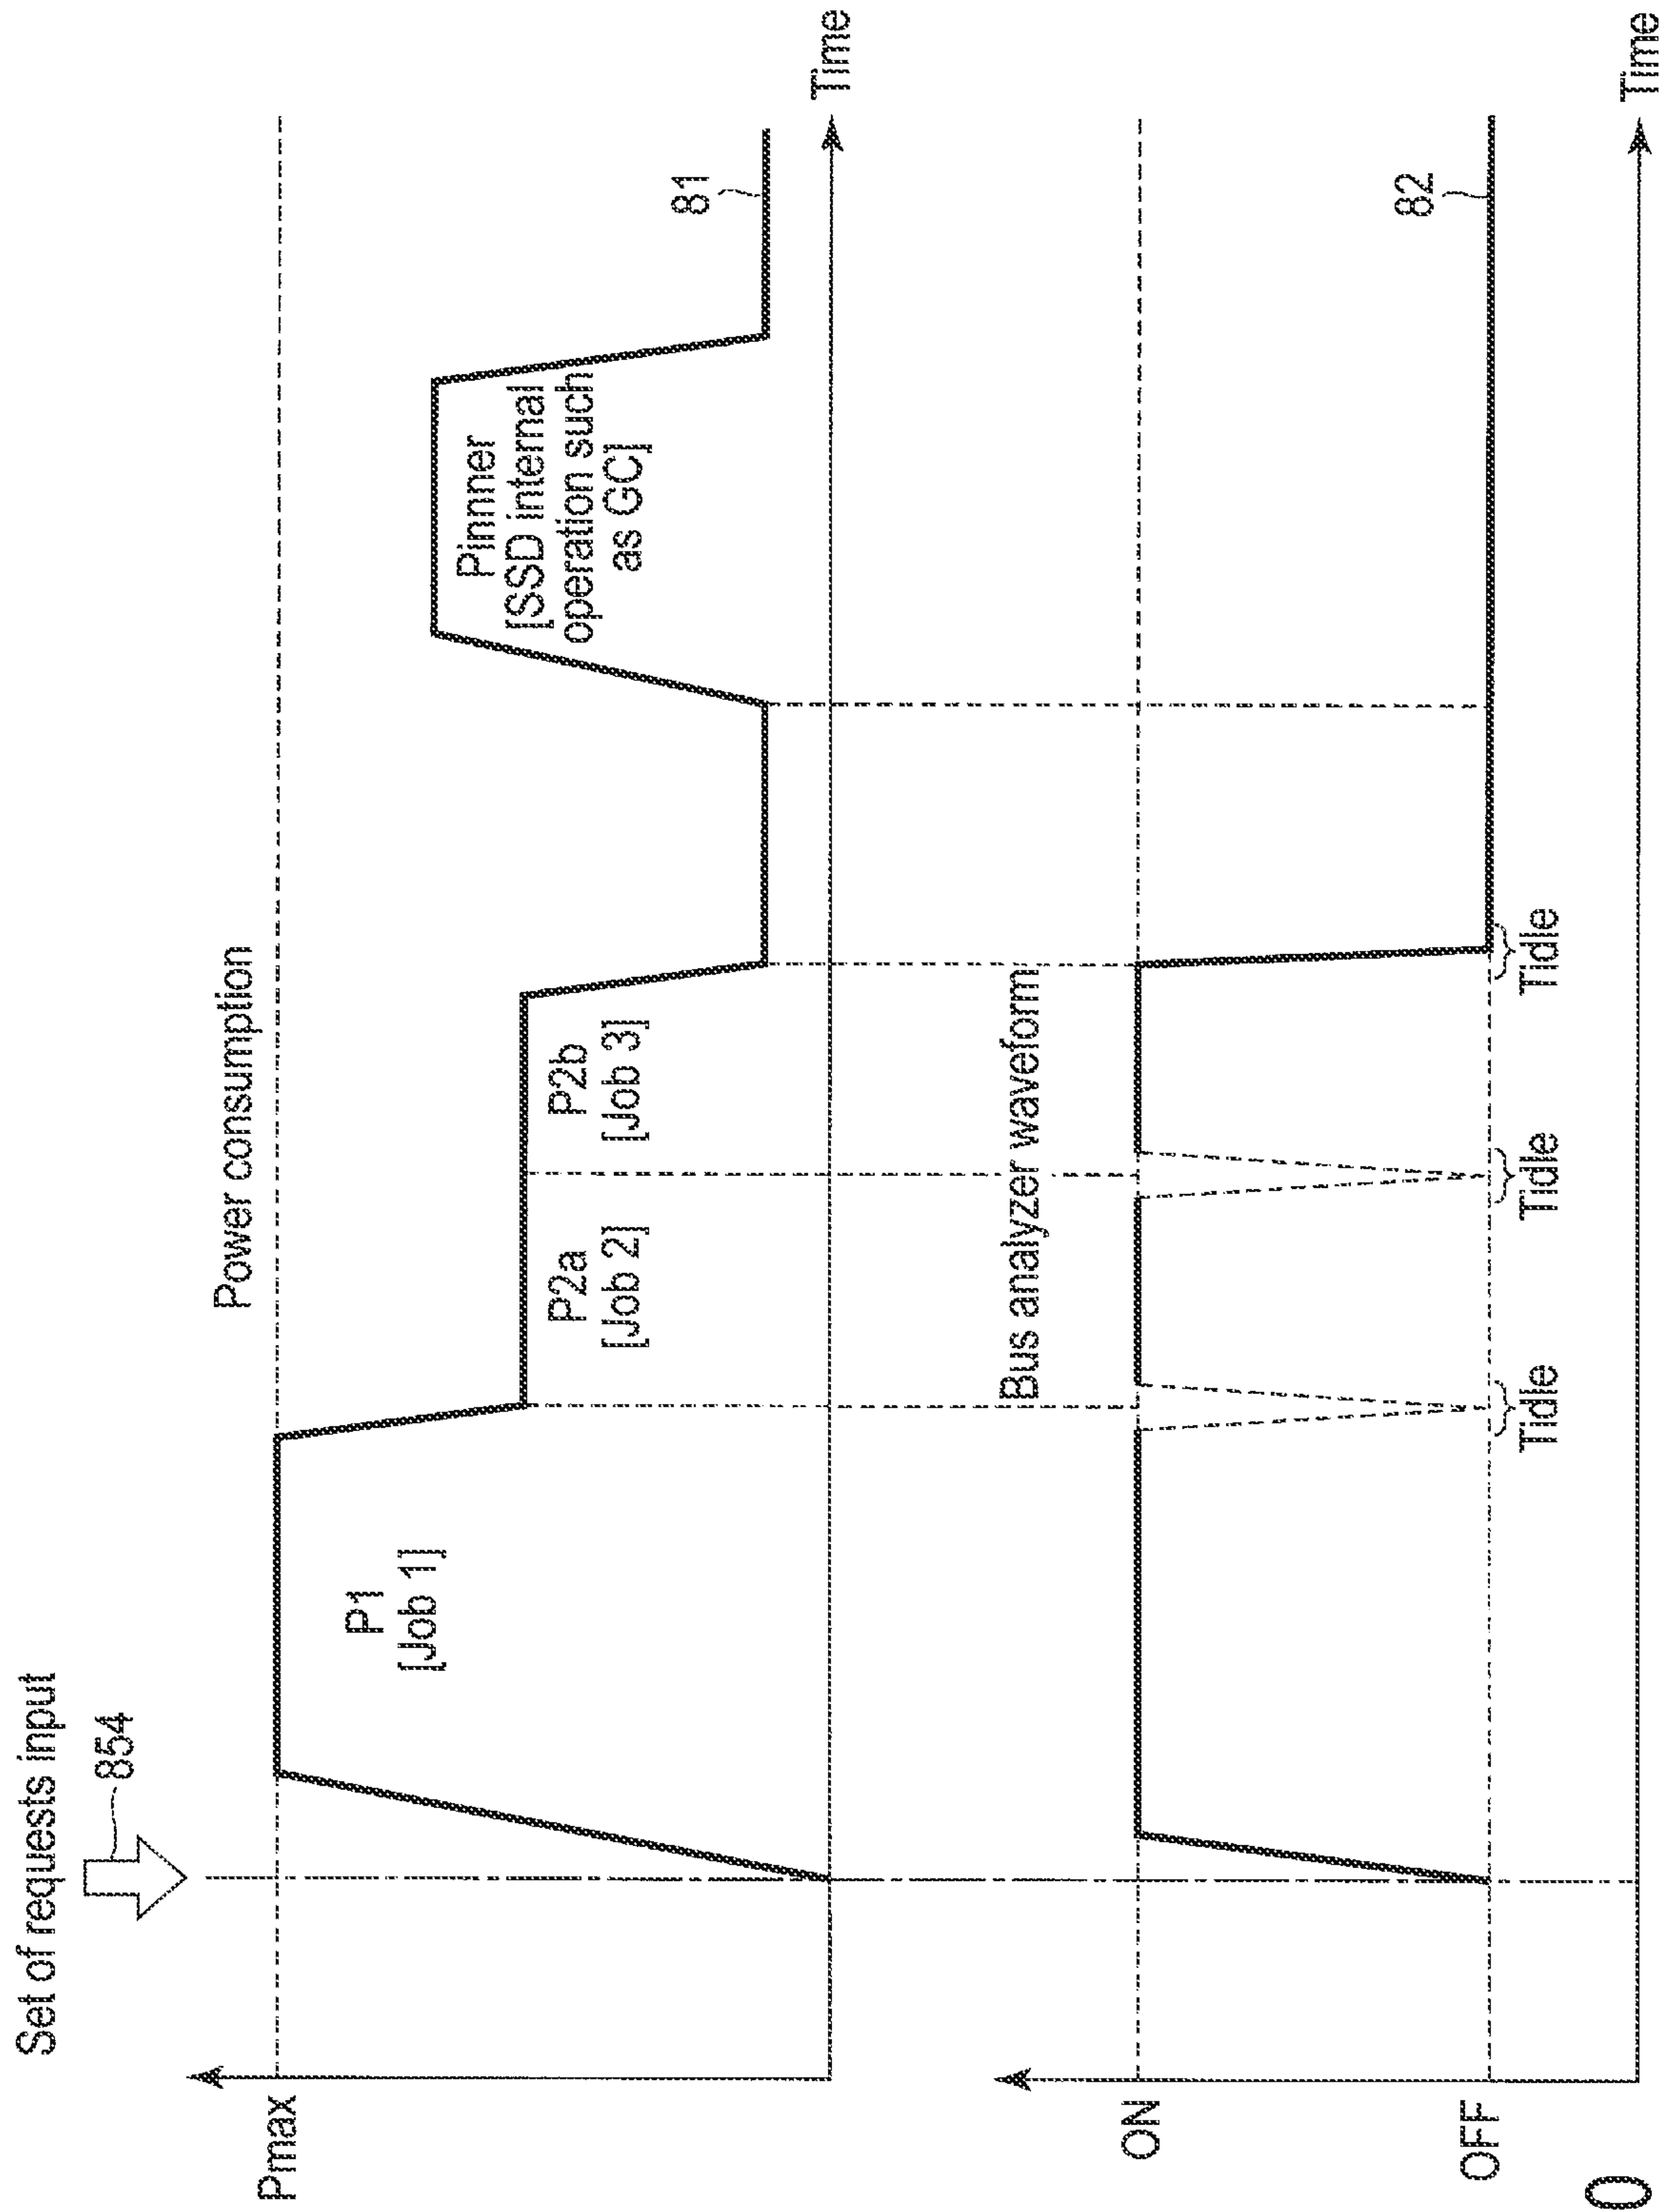 Set of requests input
854
Power consumption
Pmax
P1
[Job 1]
P2a
[Job 2]
P2b
[Job 3]
Pinnner
[SSD internal
operation such
as GC]
81
Time
Bus analyzer waveform
ON
OFF
82
Tidle
Tidle
Tidle
Time
0